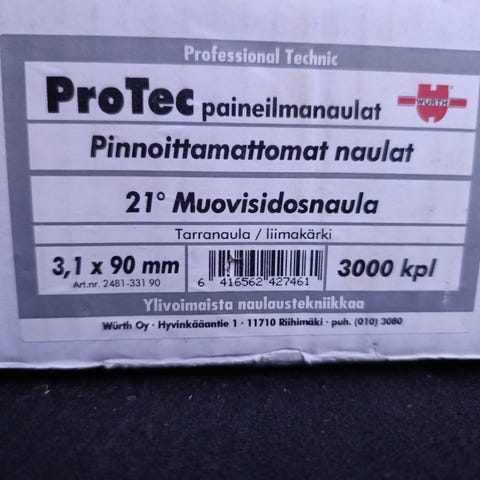 Professional Technic
ProTec paineilmanaulat
WÜRTH
Pinnoittamattomat naulat
21° Muovisidosnaula
Tarranaula / liimakärki
3,1 x 90 mm
Art.nr. 2481-331 90
6 416562 427461
3000 kpl
Ylivoimaista naulaustekniikkaa
Würth Oy · Hyvinkääntie 1 · 11710 Riihimäki · puh. (010) 3080